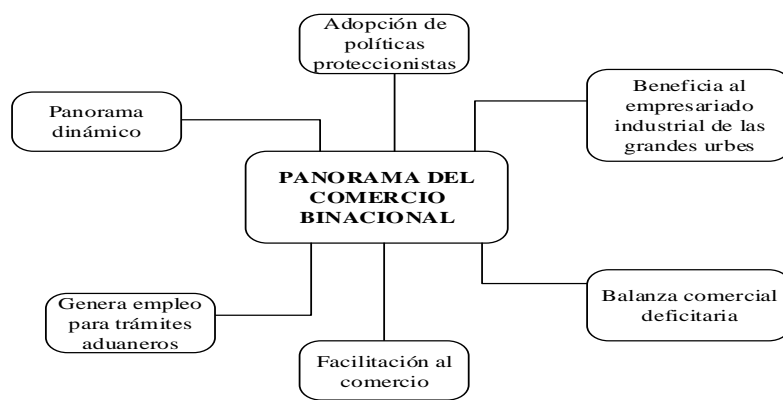 Adopción de
políticas
proteccionistas
Panorama
dinámico
Beneficia al
empresariado
industrial de las
grandes urbes
PANORAMA DEL
COMERCIO
BINACIONAL
Genera empleo
para trámites
aduaneros
Facilitación al
comercio
Balanza comercial
deficitaria